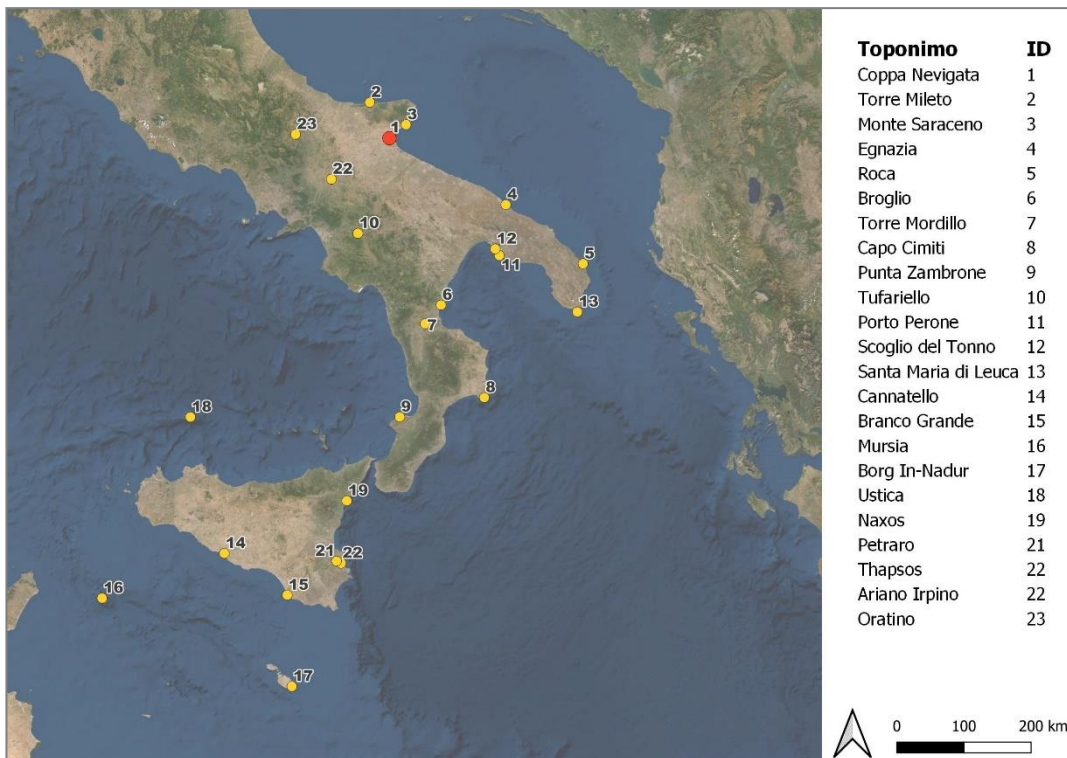 Toponimo ID
Coppa Nevigata 1
Torre Mileto 2
Monte Saraceno 3
Egnazia 4
Roca 5
Broglio 6
Torre Mordillo 7
Capo Cimiti 8
Punta Zambrone 9
Tufariello 10
Porto Perone 11
Scoglio del Tonno 12
Santa Maria di Leuca 13
Cannatello 14
Branco Grande 15
Mursia 16
Borg In-Nadur 17
Ustica 18
Naxos 19
Petraro 21
Thapsos 22
Ariano Irpino 22
Oratino 23
0 100 200 km
2
3
23
1
22
4
10
12
11
5
6
13
7
8
18
9
19
14
21 22
16
15
17